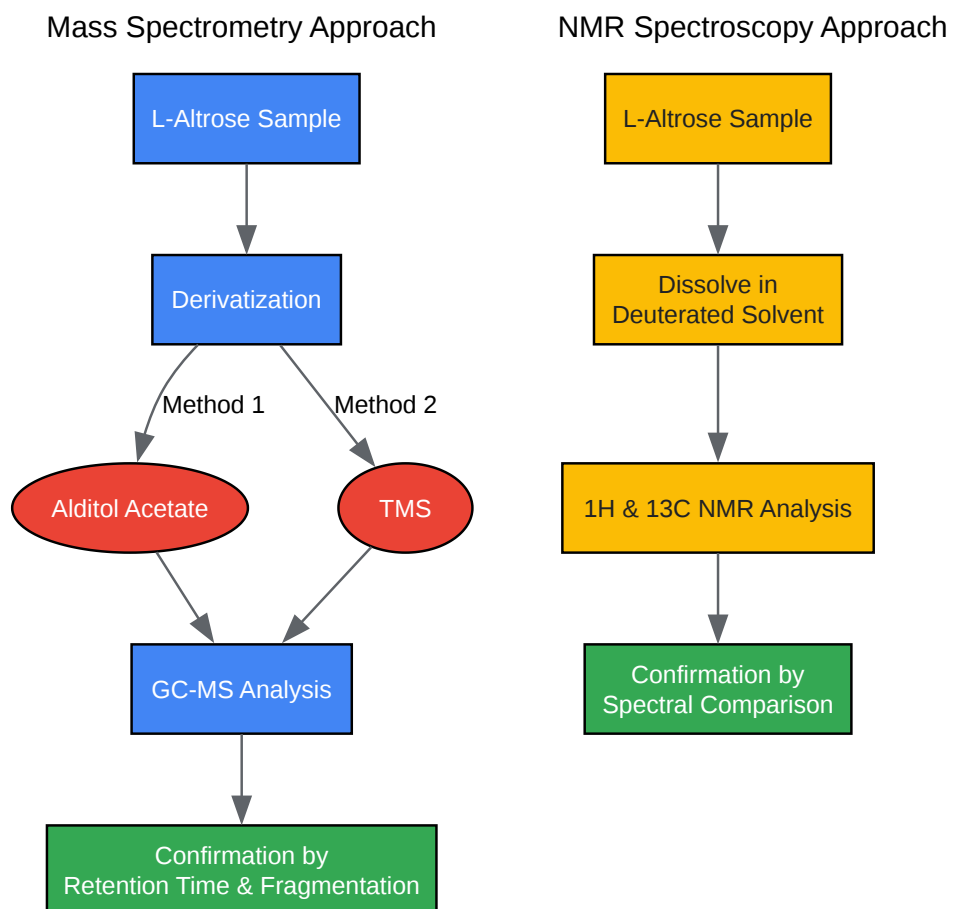 Mass Spectrometry Approach
L-Altrose Sample
Derivatization
Method 1
Method 2
Alditol Acetate
TMS
GC-MS Analysis
Confirmation by
Retention Time & Fragmentation
NMR Spectroscopy Approach
L-Altrose Sample
Dissolve in
Deuterated Solvent
1H & 13C NMR Analysis
Confirmation by
Spectral Comparison